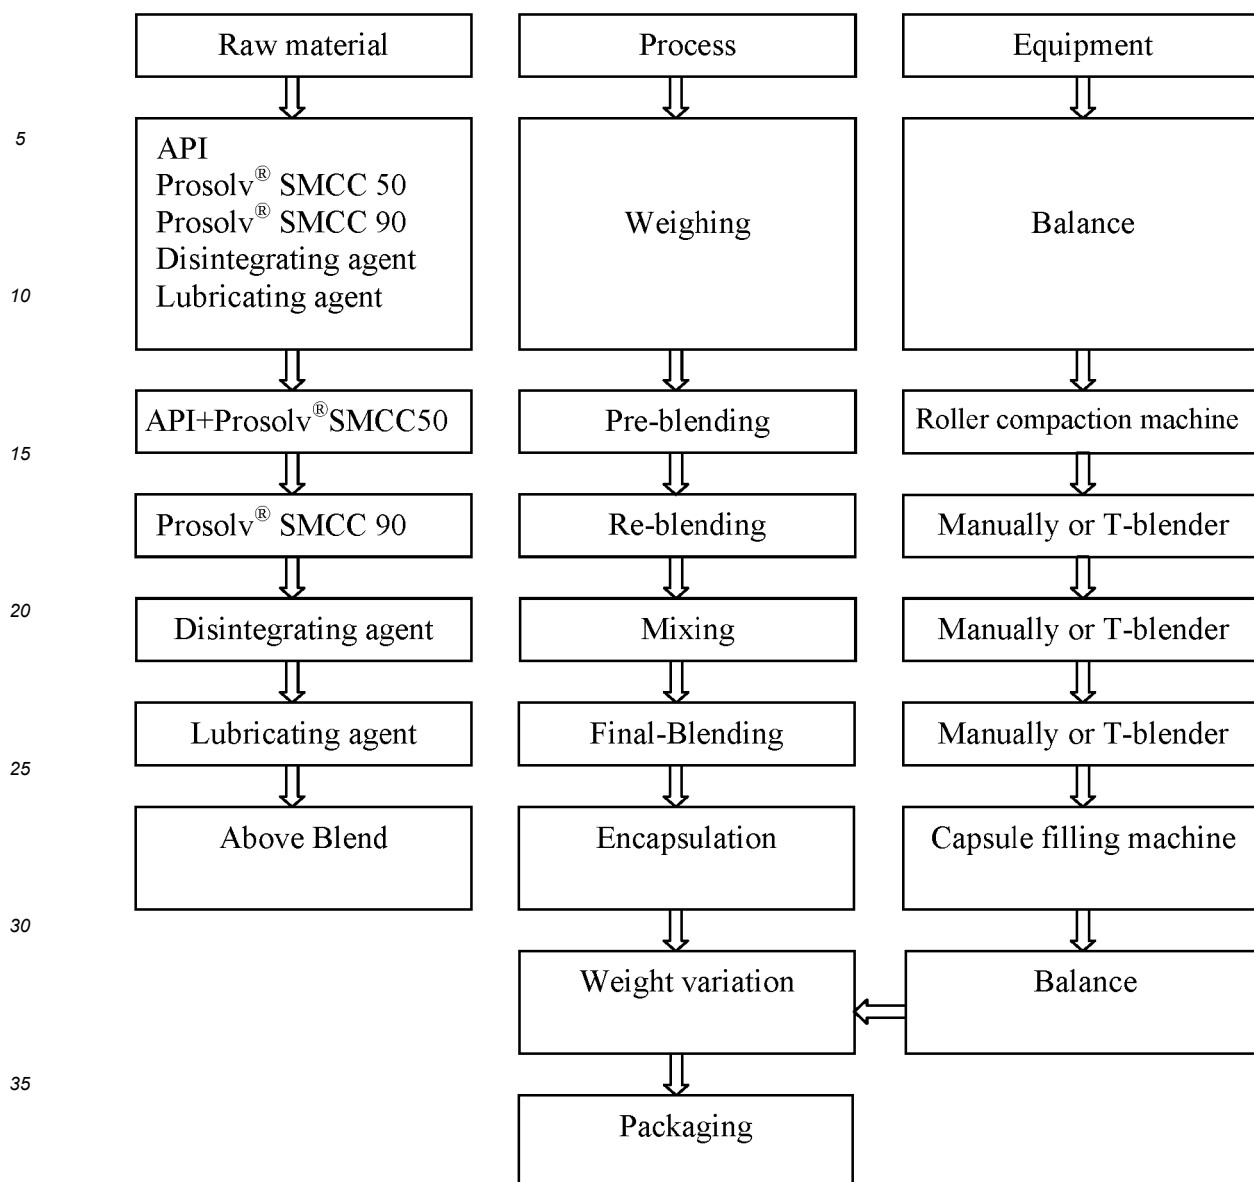 Raw material
Process
Equipment
5
API
Prosolv® SMCC 50
Prosolv® SMCC 90
Disintegrating agent
10
Lubricating agent
Weighing
Balance
API+Prosolv®SMCC50
Pre-blending
Roller compaction machine
15
Prosolv® SMCC 90
Re-blending
Manually or T-blender
20
Disintegrating agent
Mixing
Manually or T-blender
Lubricating agent
Final-Blending
Manually or T-blender
25
Above Blend
Encapsulation
Capsule filling machine
30
Weight variation
Balance
35
Packaging